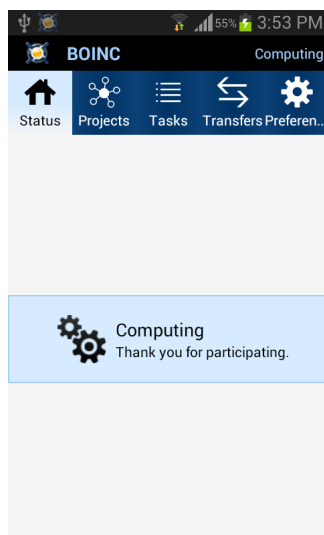 55% 3:53 PM
BOINC Computing
Status Projects Tasks Transfers Preferen..
Computing
Thank you for participating.